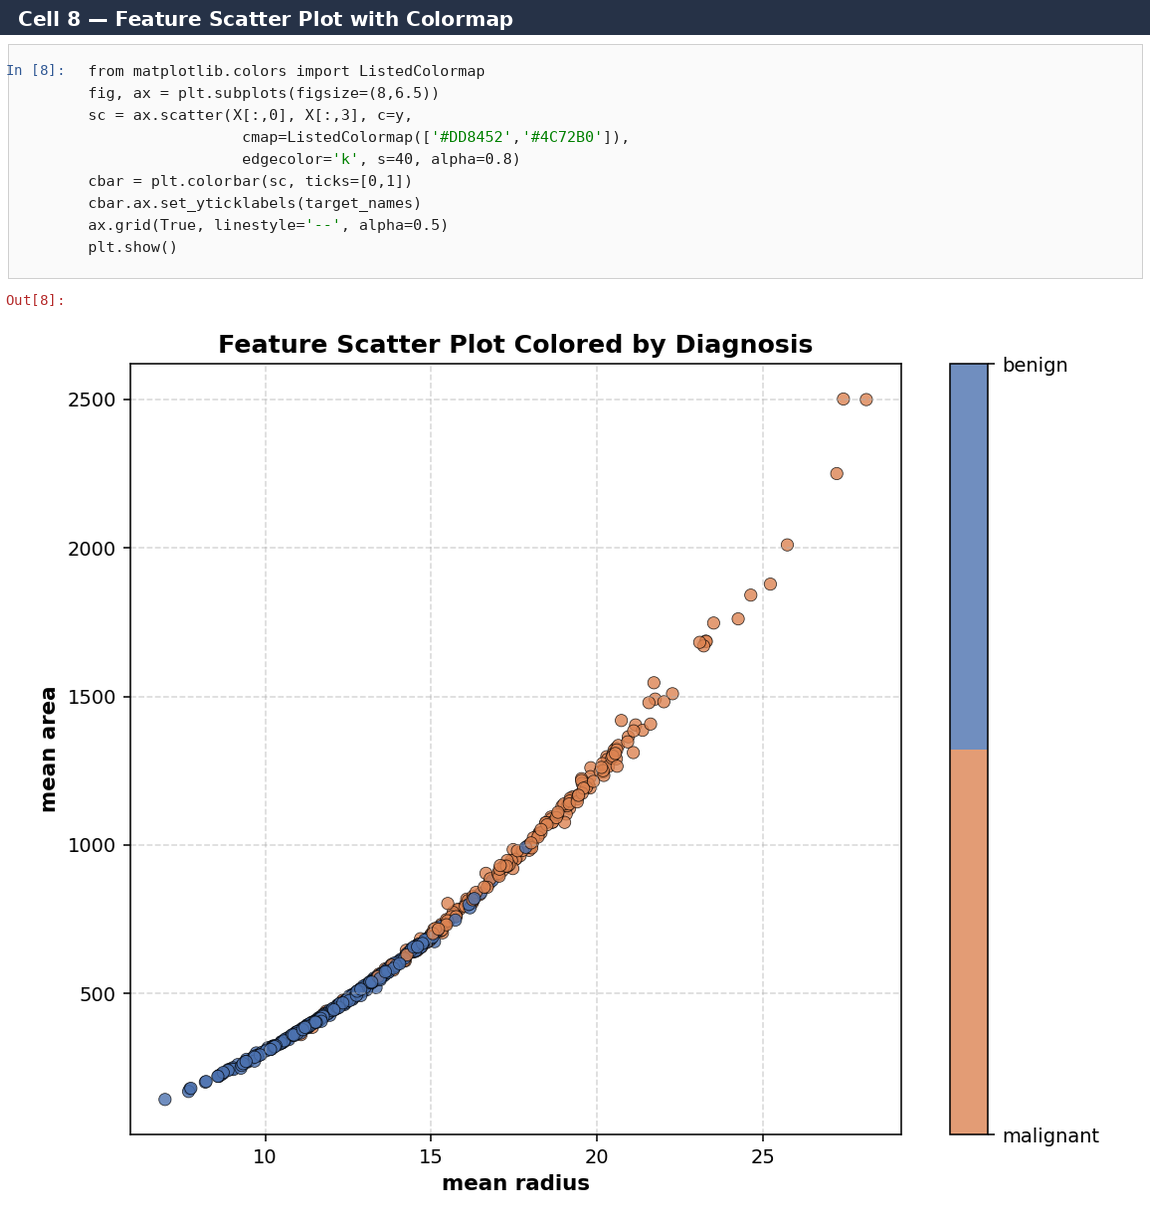 Cell 8 — Feature Scatter Plot with Colormap
In [8]:
from matplotlib.colors import ListedColormap
fig, ax = plt.subplots(figsize=(8,6.5))
sc = ax.scatter(X[:,0], X[:,3], c=y,
                 cmap=ListedColormap(['#DD8452','#4C72B0']),
                 edgecolor='k', s=40, alpha=0.8)
cbar = plt.colorbar(sc, ticks=[0,1])
cbar.ax.set_yticklabels(target_names)
ax.grid(True, linestyle='--', alpha=0.5)
plt.show()
Out[8]:
Feature Scatter Plot Colored by Diagnosis
mean area
2500
2000
1500
1000
500
10
15
20
25
mean radius
benign
malignant